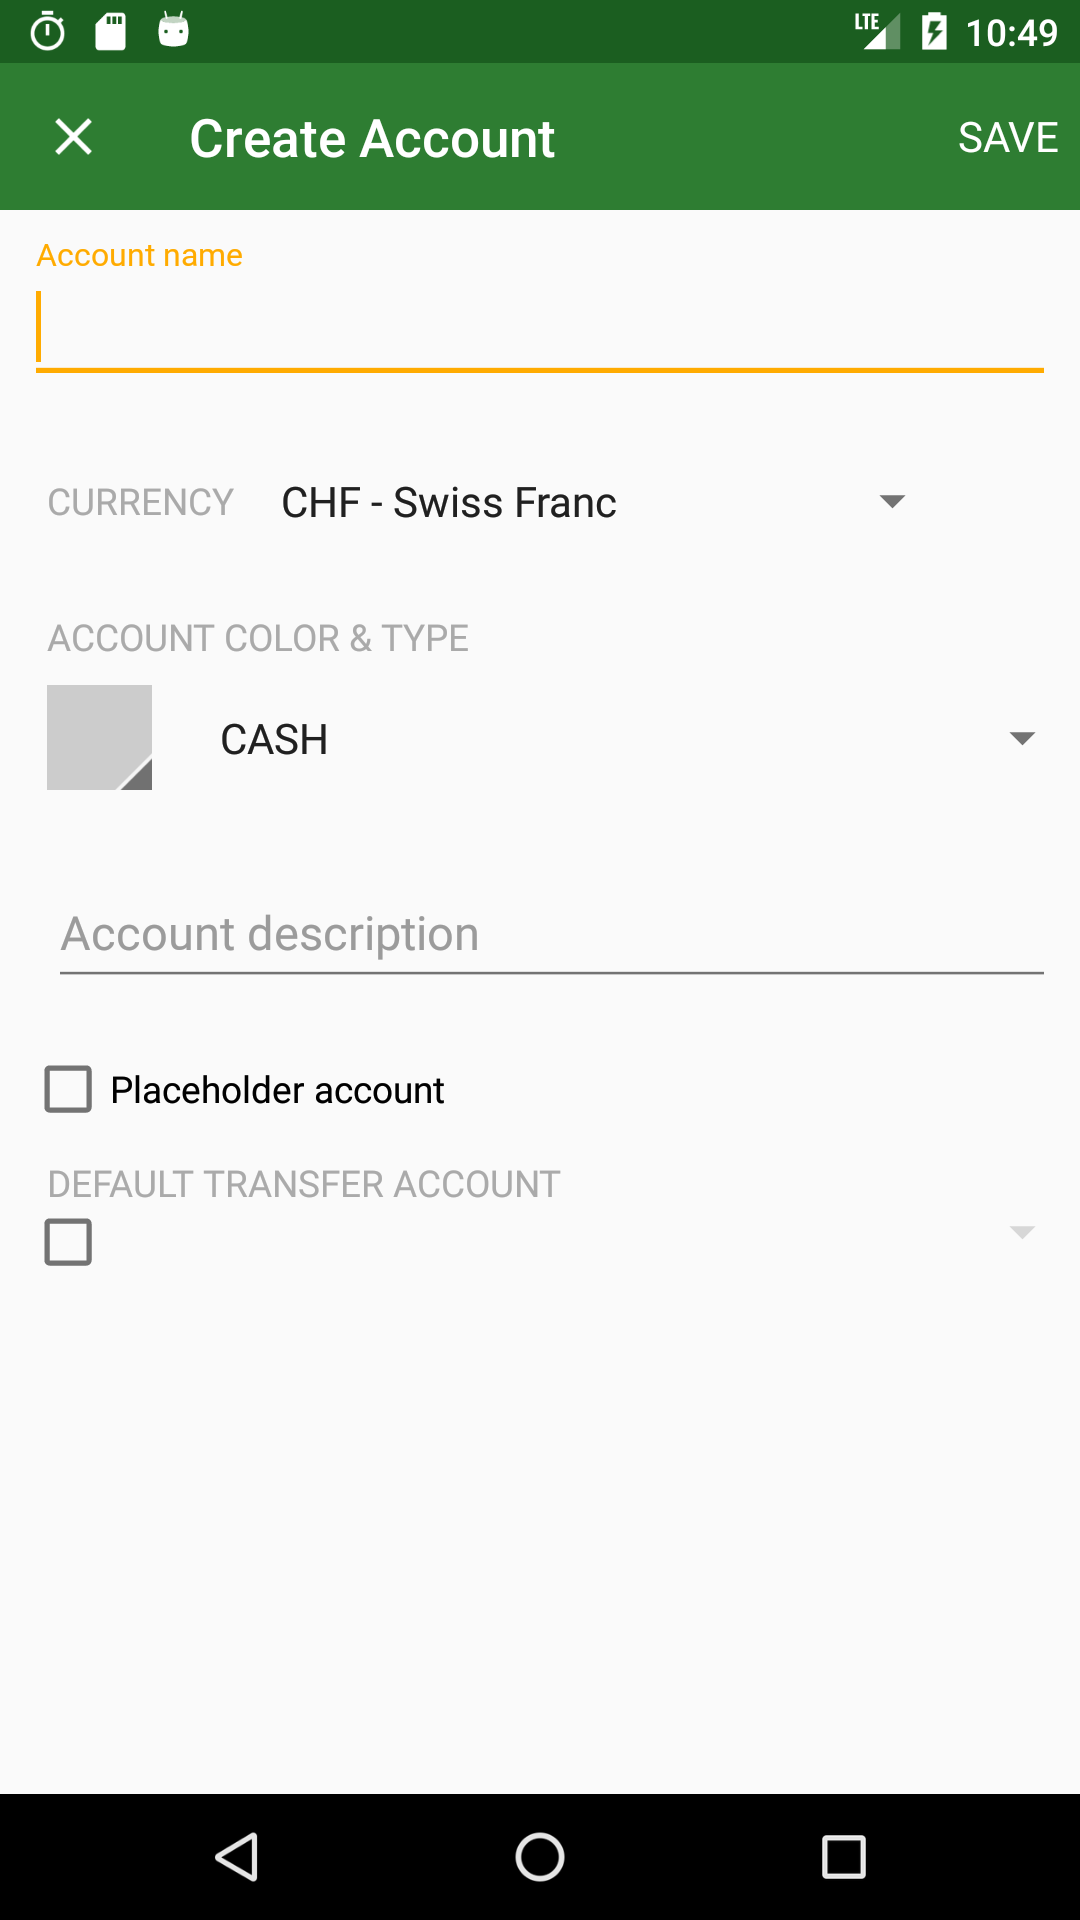 LTE 10:49
Create Account SAVE
Account name
CURRENCY CHF - Swiss Franc
ACCOUNT COLOR & TYPE
CASH
Account description
Placeholder account
DEFAULT TRANSFER ACCOUNT